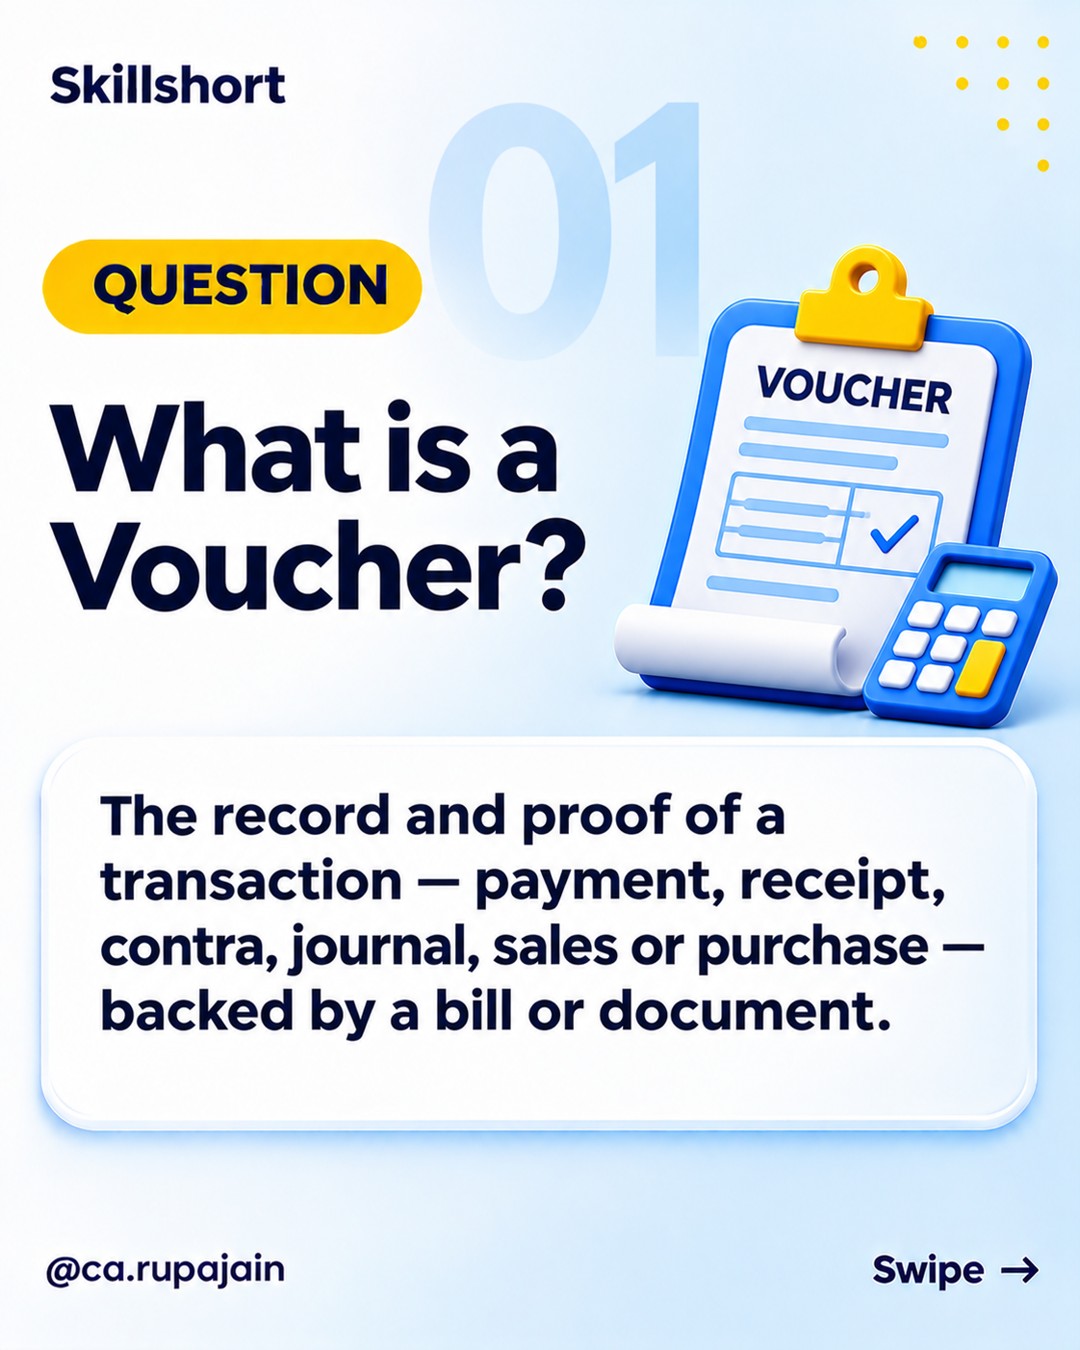 Skillshort
01
QUESTION
What is a
Voucher?
VOUCHER
The record and proof of a
transaction — payment, receipt,
contra, journal, sales or purchase —
backed by a bill or document.
@ca.rupajain
Swipe →